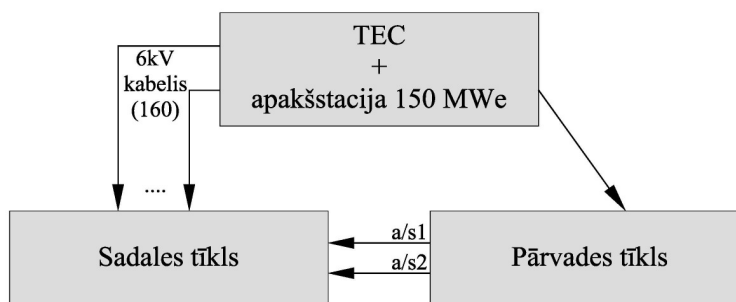 TEC
+
apakšstacija 150 MWe
6kV
kabelis
(160)
....
Sadales tīkls
a/s1
a/s2
Pārvades tīkls